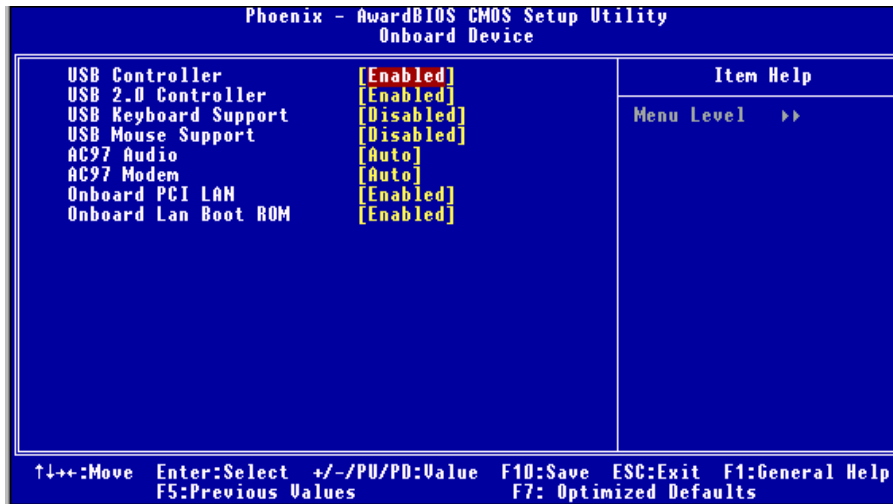 Phoenix - AwardBIOS CMOS Setup Utility
Onboard Device
USB Controller [Enabled]
USB 2.0 Controller [Enabled]
USB Keyboard Support [Disabled]
USB Mouse Support [Disabled]
AC97 Audio [Auto]
AC97 Modem [Auto]
Onboard PCI LAN [Enabled]
Onboard Lan Boot ROM [Enabled]
Item Help
Menu Level ▸▸
↑↓→←:Move Enter:Select +/-/PU/PD:Value F10:Save ESC:Exit F1:General Help
F5:Previous Values F7: Optimized Defaults